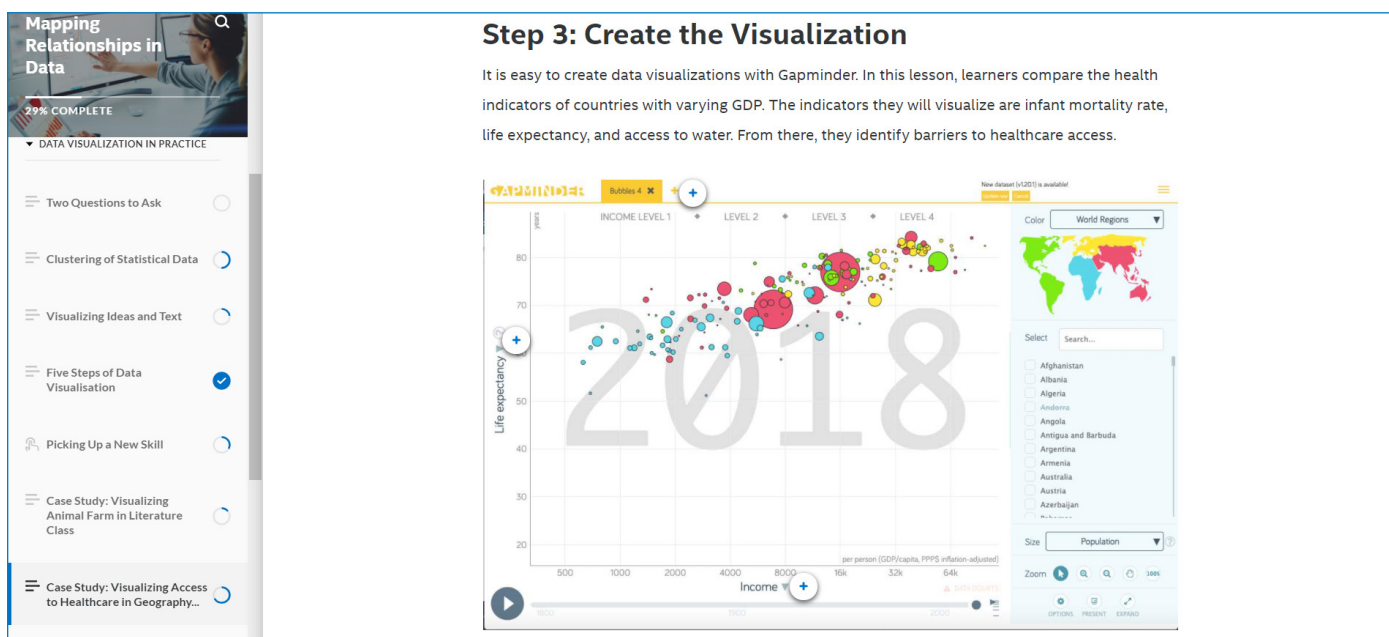 Mapping
Relationships in
Data
29% COMPLETE
DATA VISUALIZATION IN PRACTICE
Two Questions to Ask
Clustering of Statistical Data
Visualizing Ideas and Text
Five Steps of Data
Visualisation
Picking Up a New Skill
Case Study: Visualizing
Animal Farm in Literature
Class
Case Study: Visualizing Access
to Healthcare in Geography...
Step 3: Create the Visualization
It is easy to create data visualizations with Gapminder. In this lesson, learners compare the health
indicators of countries with varying GDP. The indicators they will visualize are infant mortality rate,
life expectancy, and access to water. From there, they identify barriers to healthcare access.
GAPMINDER
Bubbles 4
New dataset (v1.20.1) is available!
years
INCOME LEVEL 1 LEVEL 2 LEVEL 3 LEVEL 4
80
70
60
50
40
30
20
Life expectancy
2018
per person (GDP/capita, PPP$ inflation-adjusted)
500 1000 2000 4000 8000 16k 32k 64k
Income
DATA DOUBTS
1800 1900 2000
Color World Regions
Select Search...
Afghanistan
Albania
Algeria
Andorra
Angola
Antigua and Barbuda
Argentina
Armenia
Australia
Austria
Azerbaijan
Size Population
Zoom 100%
OPTIONS PRESENT EXPAND